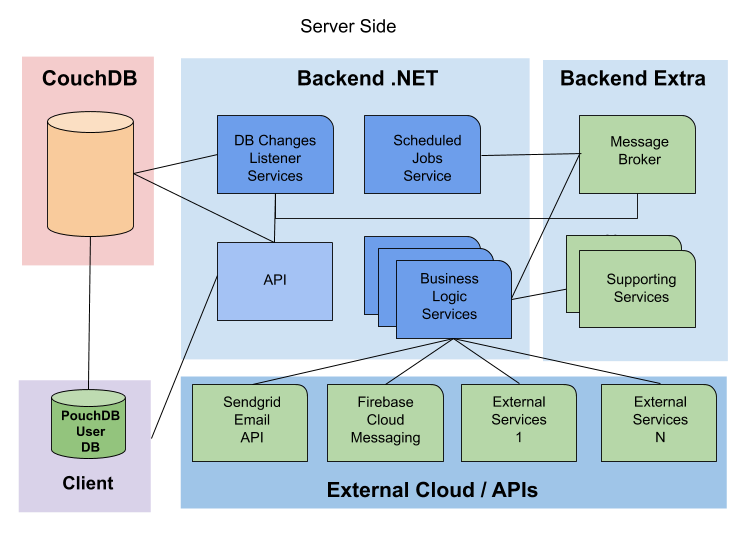 Server Side
CouchDB
Backend .NET
Backend Extra
DB Changes
Listener
Services
Scheduled
Jobs
Service
Message
Broker
API
Business
Logic
Services
Supporting
Services
PouchDB
User
DB
Client
Sendgrid
Email
API
Firebase
Cloud
Messaging
External
Services
1
External
Services
N
External Cloud / APIs